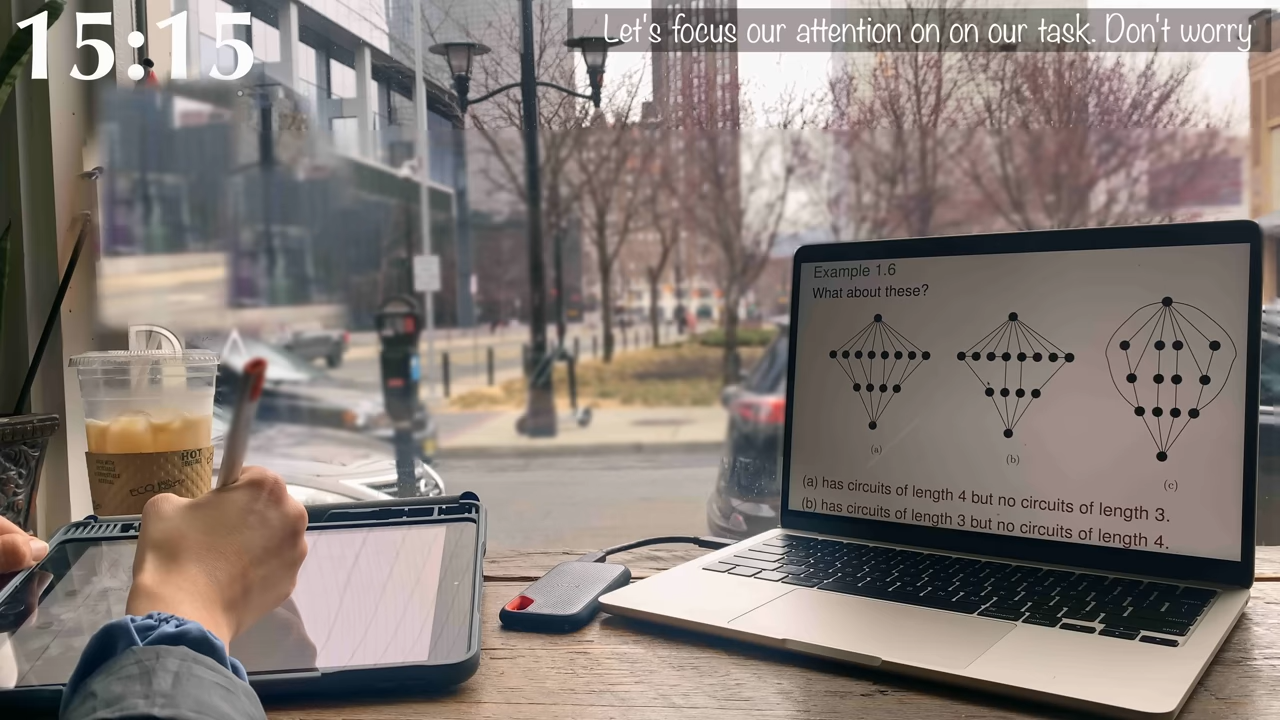 15:15
Let's focus our attention on on our task. Don't worry
Example 1.6
What about these?
(a)
(b)
(c)
(a) has circuits of length 4 but no circuits of length 3.
(b) has circuits of length 3 but no circuits of length 4.
HOT